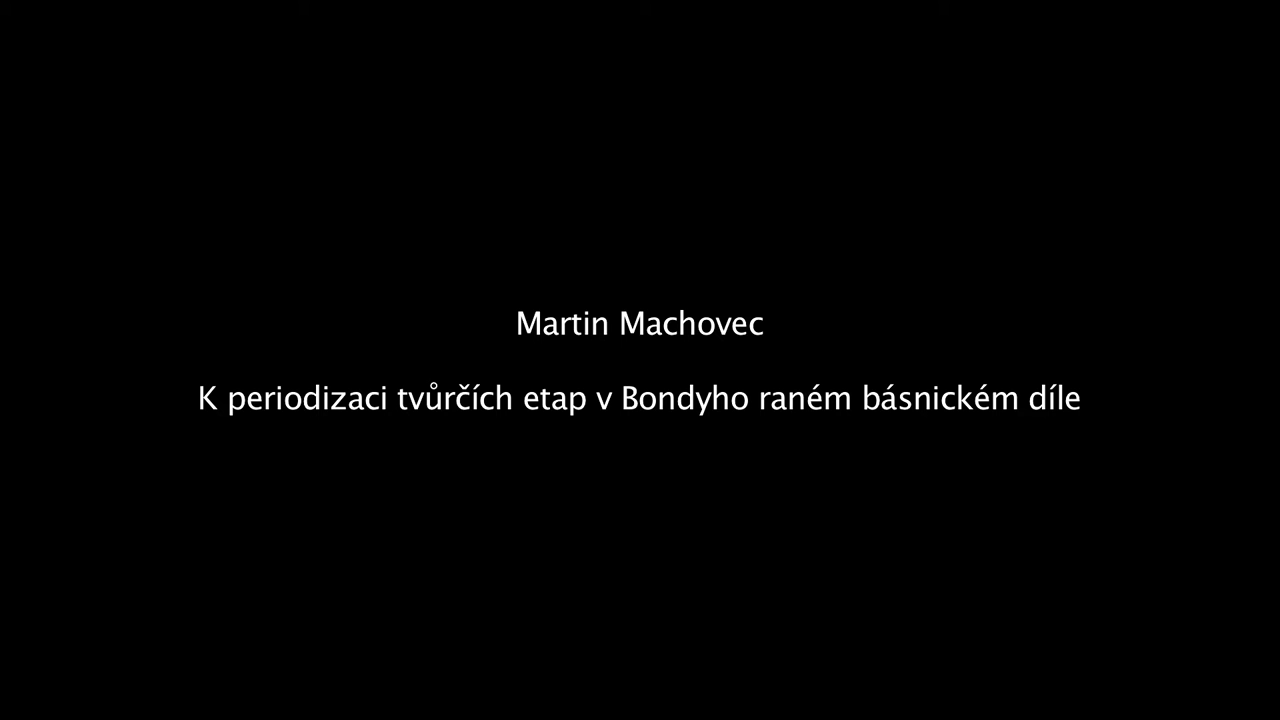 Martin Machovec
K periodizaci tvůrčích etap v Bondyho raném básnickém díle